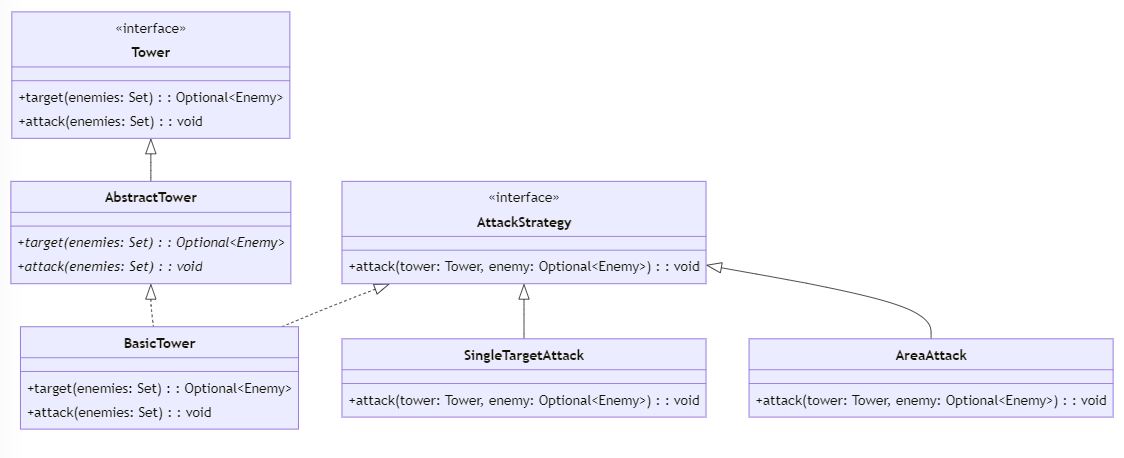 «interface»
Tower
+target(enemies: Set) : : Optional<Enemy>
+attack(enemies: Set) : : void
AbstractTower
+target(enemies: Set) : : Optional<Enemy>
+attack(enemies: Set) : : void
«interface»
AttackStrategy
+attack(tower: Tower, enemy: Optional<Enemy>) : : void
BasicTower
+target(enemies: Set) : : Optional<Enemy>
+attack(enemies: Set) : : void
SingleTargetAttack
+attack(tower: Tower, enemy: Optional<Enemy>) : : void
AreaAttack
+attack(tower: Tower, enemy: Optional<Enemy>) : : void